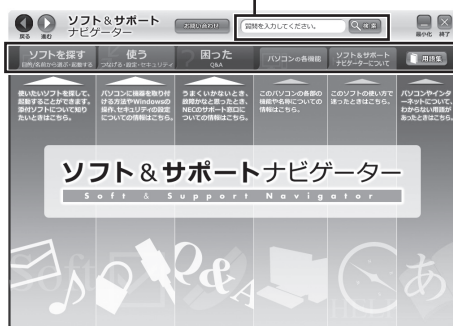 ソフト&サポート
ナビゲーター
戻る 進む
お問い合わせ
質問を入力してください。
検索
最小化 終了
ソフトを探す
目的/名前から選ぶ・起動する
使う
つなげる・設定・セキュリティ
困った
Q&A
パソコンの各機能
ソフト&サポート
ナビゲーターについて
用語集
使いたいソフトを探して、
起動することができます。
添付ソフトについて知り
たいときはこちら。
パソコンに機器を取り付
ける方法やWindowsの
操作、セキュリティの設定
についての情報はこちら。
うまくいかないとき、
故障かなと思ったとき、
NECのサポート窓口に
ついての情報はこちら。
このパソコンの各部の
機能や名称についての
情報はこちら。
このソフトの使い方で
迷ったときはこちら。
パソコンやインタ
ーネットについて、
わからない用語が
あったときはこちら。
ソフト&サポートナビゲーター
Soft & Support Navigator
Soft
Q&A
HELP
あ